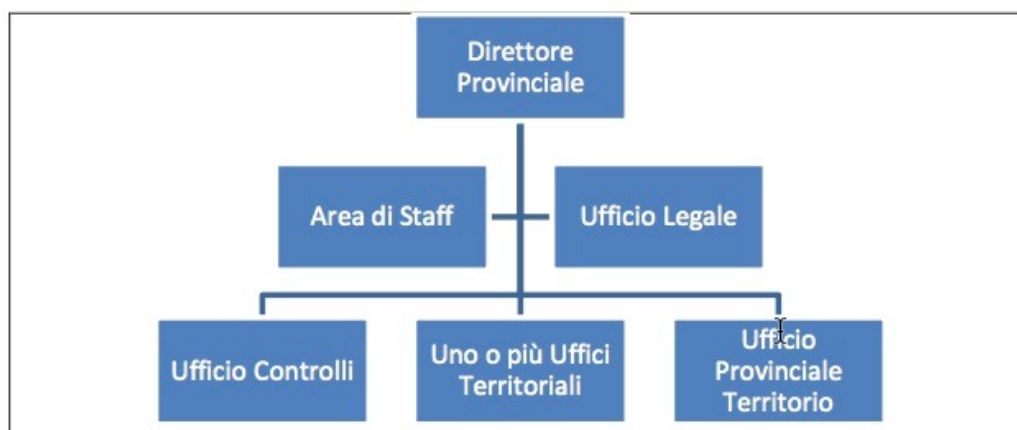 Direttore
Provinciale
Area di Staff
Ufficio Legale
Ufficio Controlli
Uno o più Uffici
Territoriali
Ufficio
Provinciale
Territorio